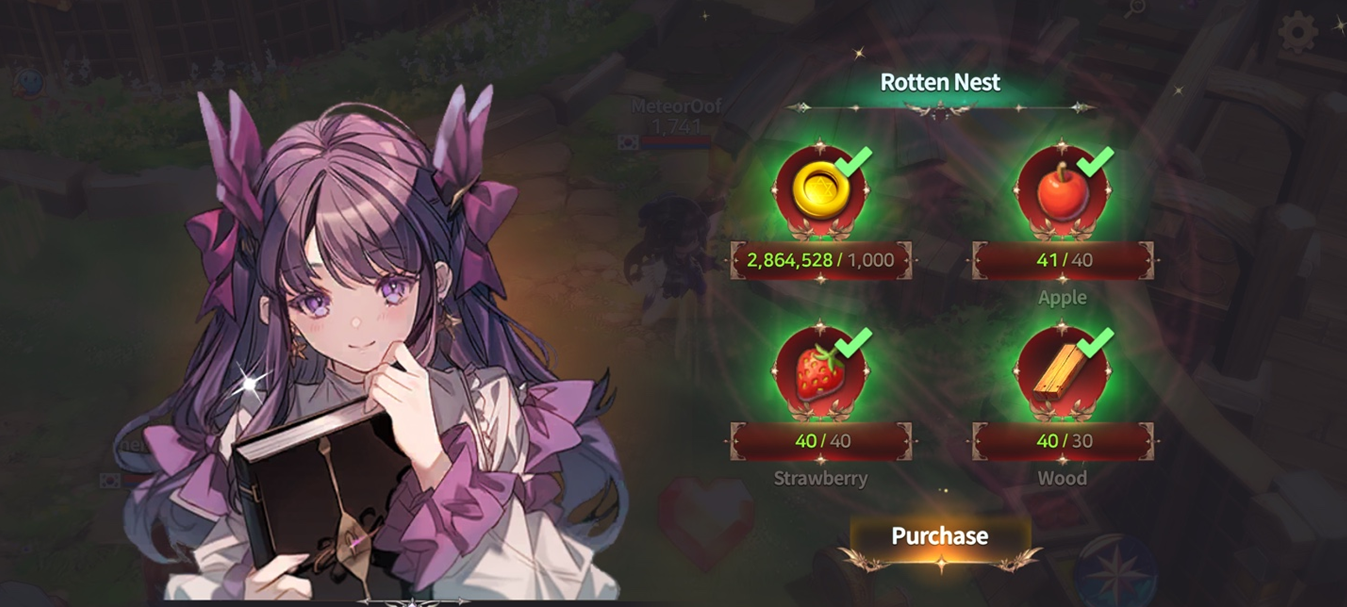 MeteorOof
1,741
Rotten Nest
2,864,528 / 1,000
41 / 40
Apple
40 / 40
Strawberry
40 / 30
Wood
Purchase